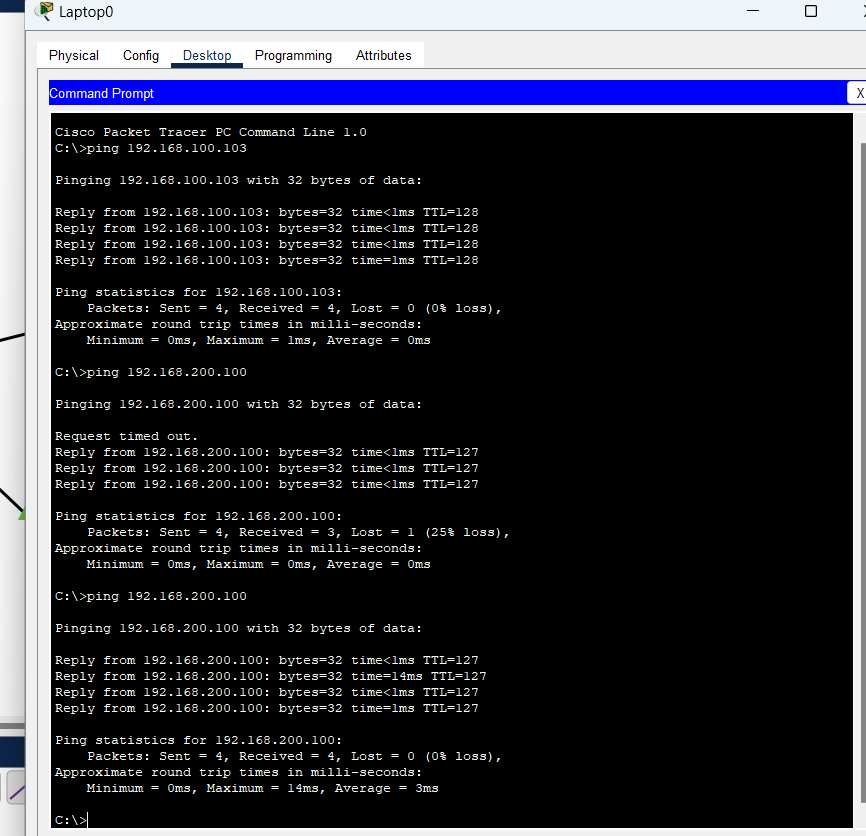 Laptop0
Physical Config Desktop Programming Attributes
Command Prompt
X
Cisco Packet Tracer PC Command Line 1.0
C:\>ping 192.168.100.103
Pinging 192.168.100.103 with 32 bytes of data:
Reply from 192.168.100.103: bytes=32 time<1ms TTL=128
Reply from 192.168.100.103: bytes=32 time<1ms TTL=128
Reply from 192.168.100.103: bytes=32 time<1ms TTL=128
Reply from 192.168.100.103: bytes=32 time=1ms TTL=128
Ping statistics for 192.168.100.103:
Packets: Sent = 4, Received = 4, Lost = 0 (0% loss),
Approximate round trip times in milli-seconds:
Minimum = 0ms, Maximum = 1ms, Average = 0ms
C:\>ping 192.168.200.100
Pinging 192.168.200.100 with 32 bytes of data:
Request timed out.
Reply from 192.168.200.100: bytes=32 time<1ms TTL=127
Reply from 192.168.200.100: bytes=32 time<1ms TTL=127
Reply from 192.168.200.100: bytes=32 time<1ms TTL=127
Ping statistics for 192.168.200.100:
Packets: Sent = 4, Received = 3, Lost = 1 (25% loss),
Approximate round trip times in milli-seconds:
Minimum = 0ms, Maximum = 0ms, Average = 0ms
C:\>ping 192.168.200.100
Pinging 192.168.200.100 with 32 bytes of data:
Reply from 192.168.200.100: bytes=32 time<1ms TTL=127
Reply from 192.168.200.100: bytes=32 time=14ms TTL=127
Reply from 192.168.200.100: bytes=32 time<1ms TTL=127
Reply from 192.168.200.100: bytes=32 time=1ms TTL=127
Ping statistics for 192.168.200.100:
Packets: Sent = 4, Received = 4, Lost = 0 (0% loss),
Approximate round trip times in milli-seconds:
Minimum = 0ms, Maximum = 14ms, Average = 3ms
C:\>